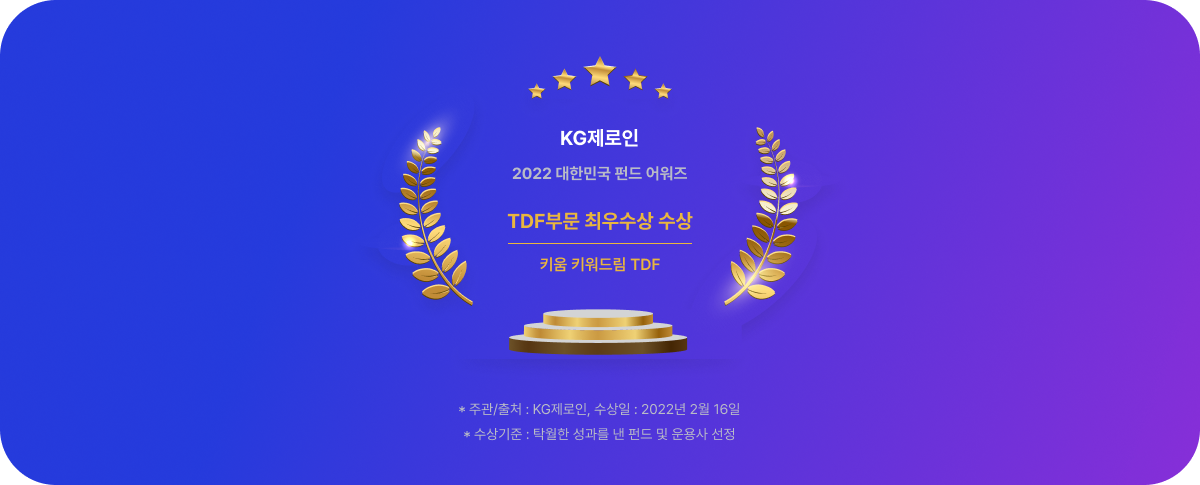 KG제로인
2022 대한민국 펀드 어워즈
TDF부문 최우수상 수상
키움 키워드림 TDF
* 주관/출처 : KG제로인, 수상일 : 2022년 2월 16일
* 수상기준 : 탁월한 성과를 낸 펀드 및 운용사 선정